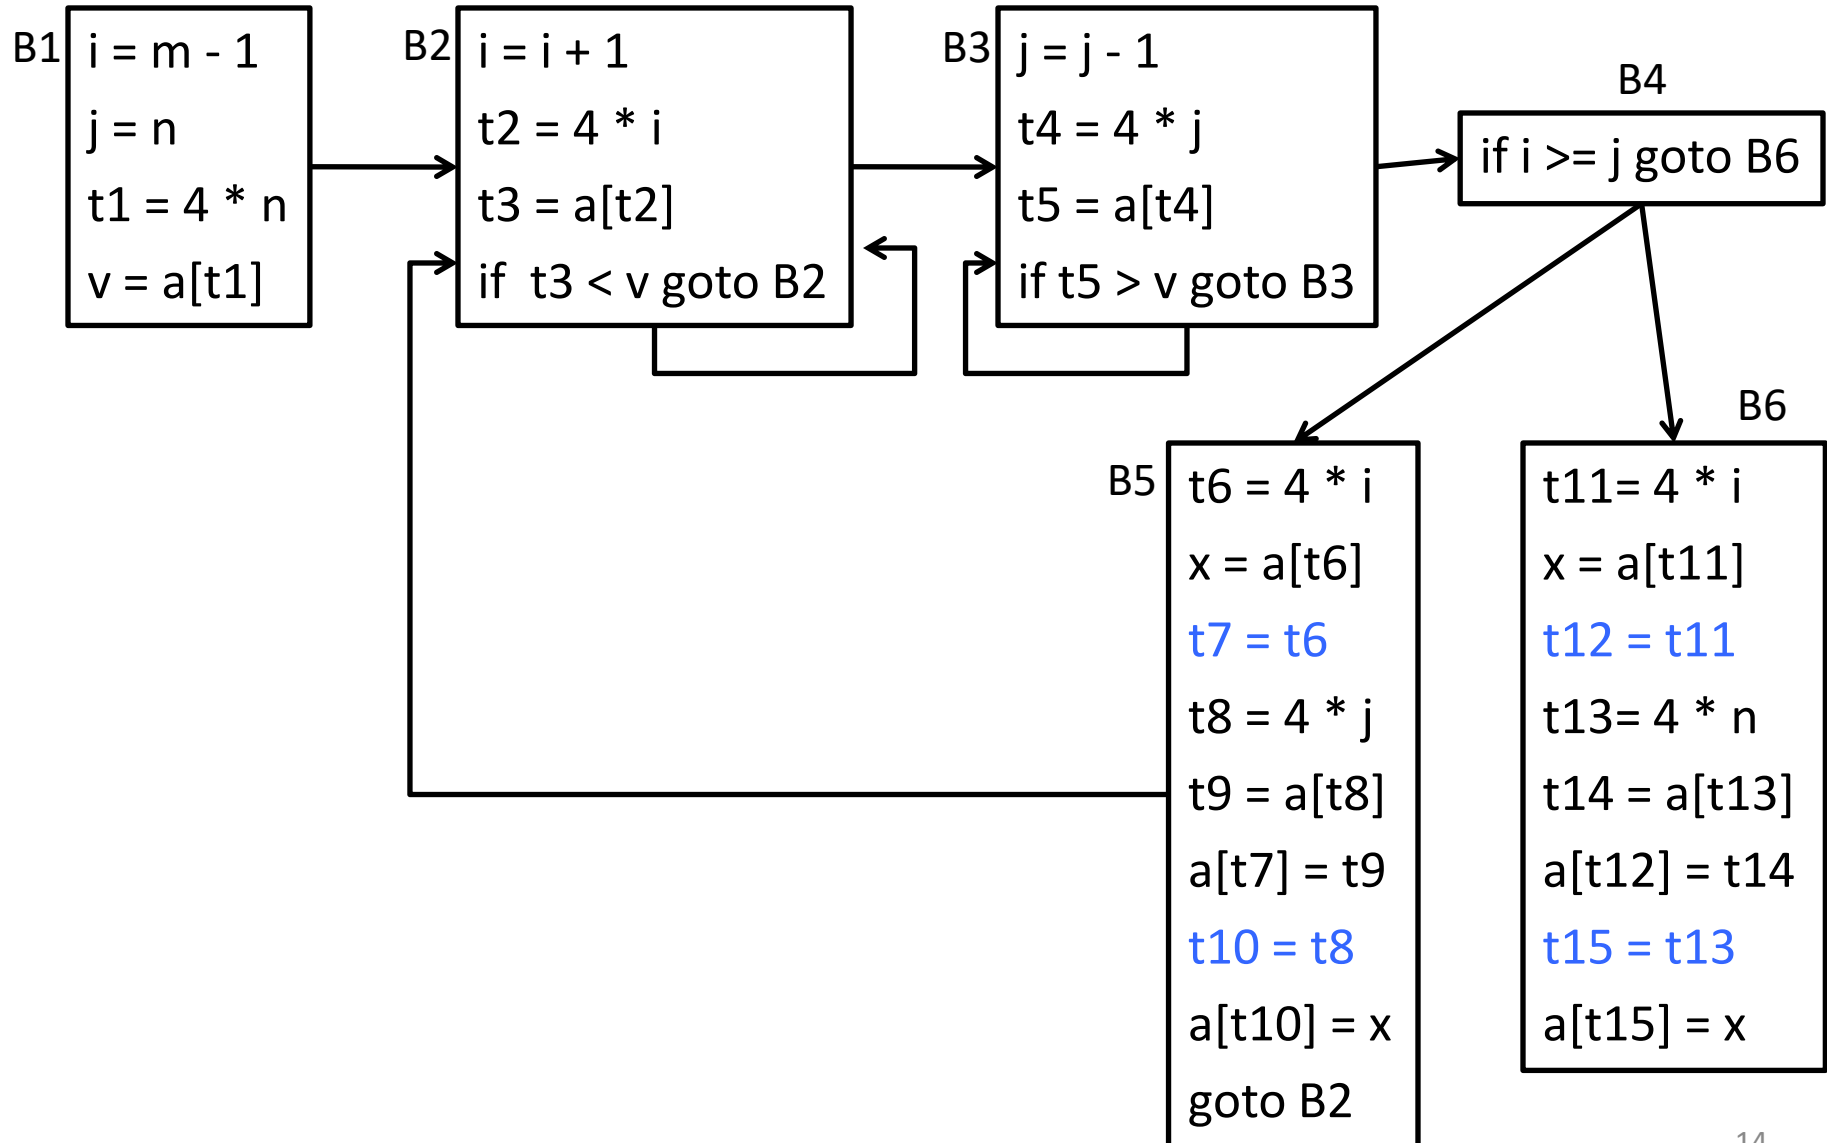 B1
i = m - 1
j = n
t1 = 4 * n
v = a[t1]
B2
i = i + 1
t2 = 4 * i
t3 = a[t2]
if t3 < v goto B2
B3
j = j - 1
t4 = 4 * j
t5 = a[t4]
if t5 > v goto B3
B4
if i >= j goto B6
B5
t6 = 4 * i
x = a[t6]
t7 = t6
t8 = 4 * j
t9 = a[t8]
a[t7] = t9
t10 = t8
a[t10] = x
goto B2
B6
t11= 4 * i
x = a[t11]
t12 = t11
t13= 4 * n
t14 = a[t13]
a[t12] = t14
t15 = t13
a[t15] = x
14